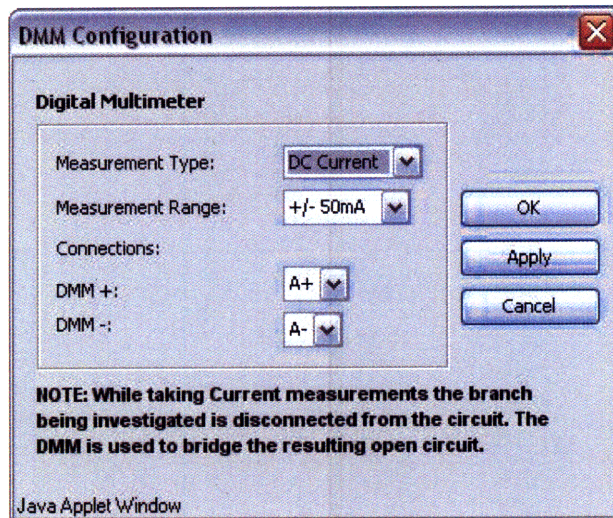 DMM Configuration
Digital Multimeter
Measurement Type: DC Current
Measurement Range: +/- 50mA
Connections:
DMM +: A+
DMM -: A-
OK
Apply
Cancel
NOTE: While taking Current measurements the branch
being investigated is disconnected from the circuit. The
DMM is used to bridge the resulting open circuit.
Java Applet Window